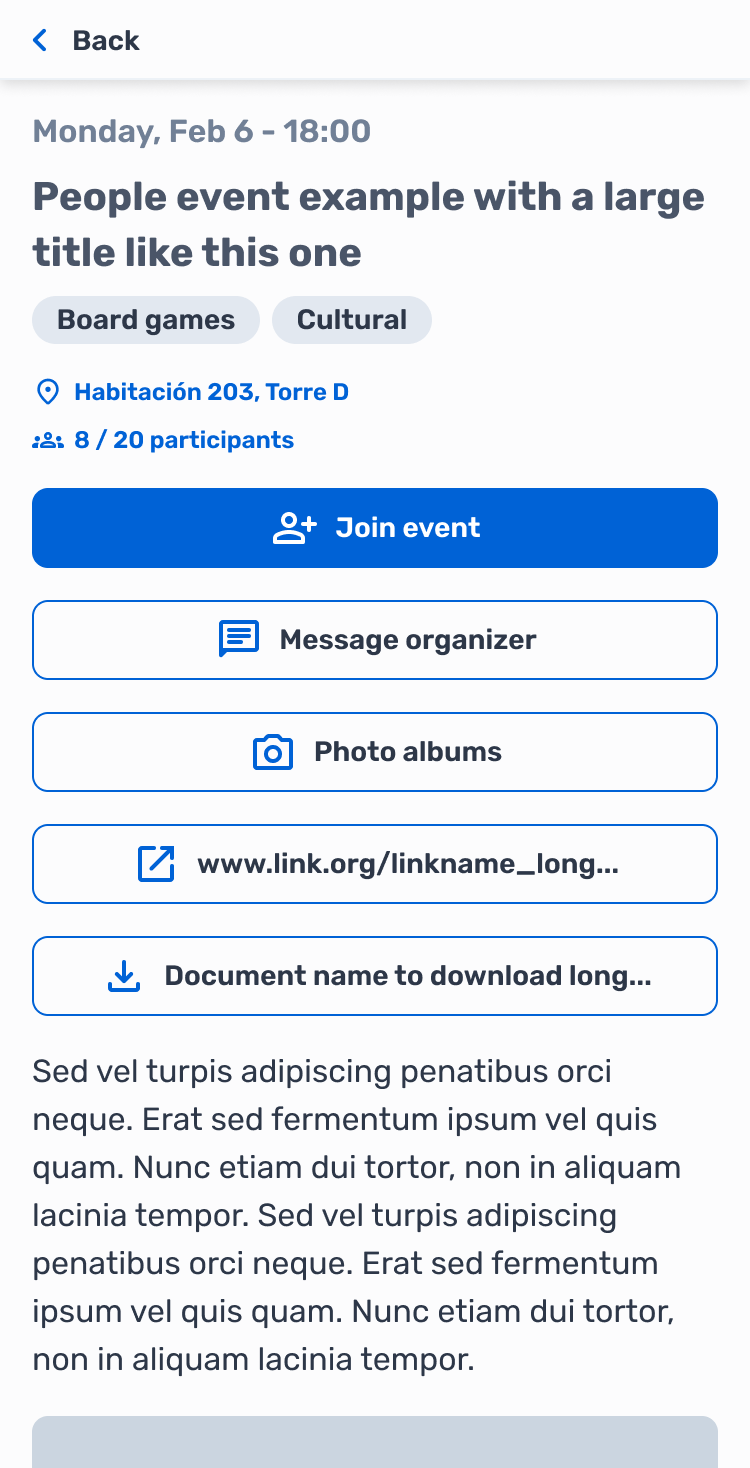 Back
Monday, Feb 6 - 18:00
People event example with a large
title like this one
Board games Cultural
Habitación 203, Torre D
8 / 20 participants
Join event
Message organizer
Photo albums
www.link.org/linkname_long...
Document name to download long...
Sed vel turpis adipiscing penatibus orci
neque. Erat sed fermentum ipsum vel quis
quam. Nunc etiam dui tortor, non in aliquam
lacinia tempor. Sed vel turpis adipiscing
penatibus orci neque. Erat sed fermentum
ipsum vel quis quam. Nunc etiam dui tortor,
non in aliquam lacinia tempor.